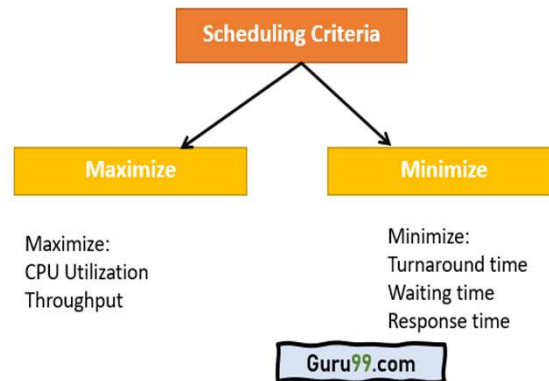 Scheduling Criteria
Maximize
Minimize
Maximize:
CPU Utilization
Throughput
Minimize:
Turnaround time
Waiting time
Response time
Guru99.com